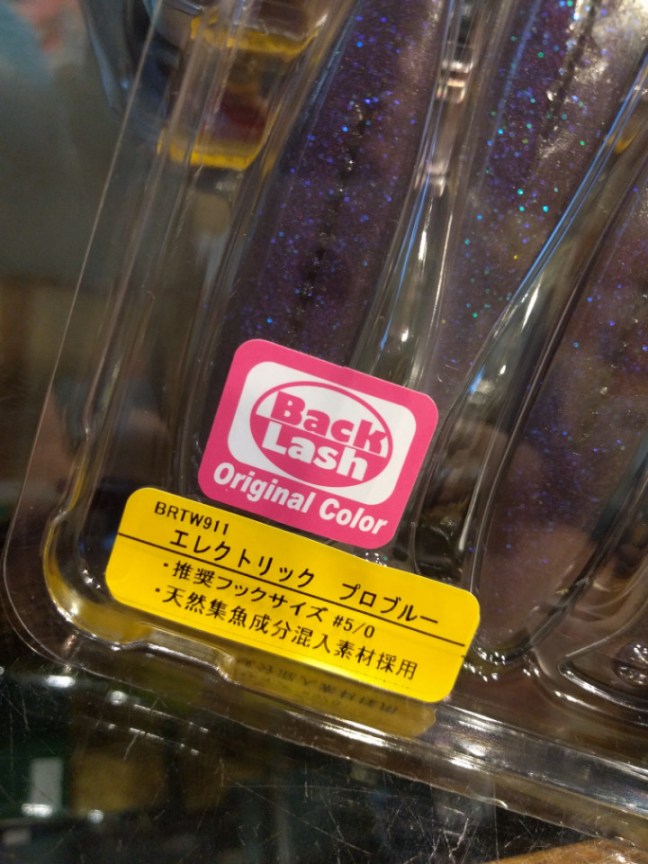 Back
Lash
Original Color
BRTW911
エレクトリック プロブルー
・推奨フックサイズ #5/0
・天然集魚成分混入素材採用